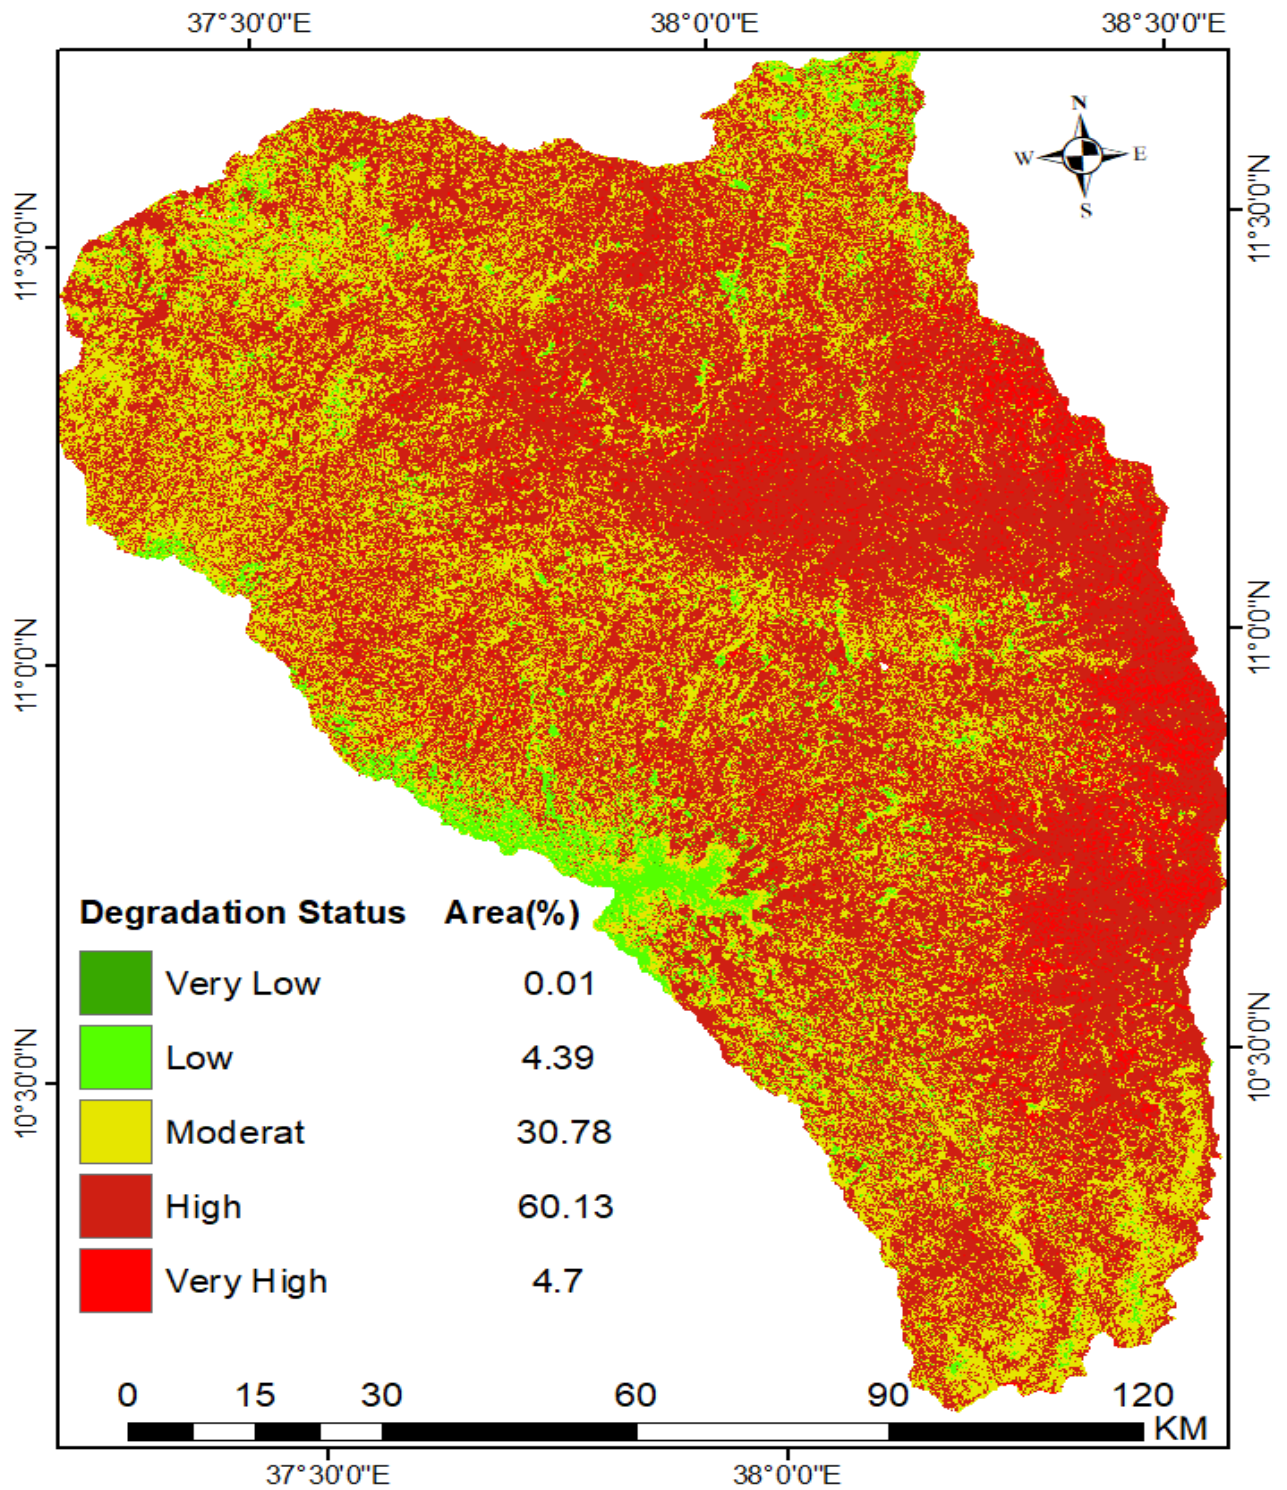 37°30'0"E 38°0'0"E 38°30'0"E
N
W E
S
11°30'0"N 11°30'0"N
11°0'0"N 11°0'0"N
Degradation Status Area(%)
Very Low 0.01
Low 4.39
Moderat 30.78
High 60.13
Very High 4.7
10°30'0"N 10°30'0"N
0 15 30 60 90 120
KM
37°30'0"E 38°0'0"E